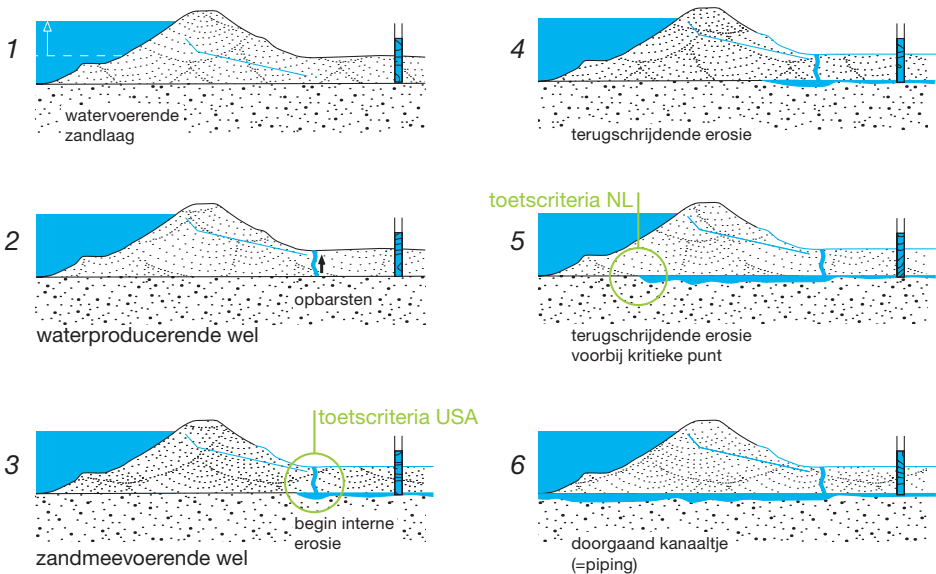 1
watervoerende
zandlaag
2
opbarsten
waterproducerende wel
3
toetscriteria USA
begin interne
erosie
zandmeevoerende wel
4
terugschrijdende erosie
toetscriteria NL
5
terugschrijdende erosie
voorbij kritieke punt
6
doorgaand kanaaltje
(=piping)